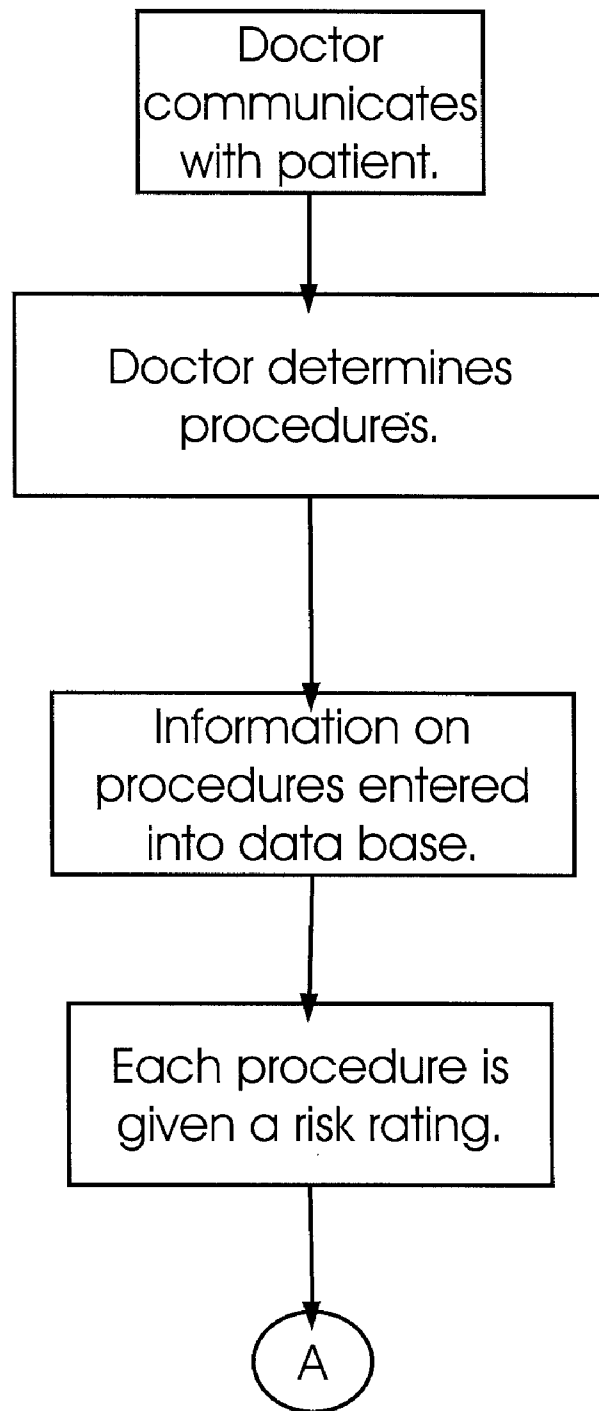 Doctor
communicates
with patient.
Doctor determines
procedures.
Information on
procedures entered
into data base.
Each procedure is
given a risk rating.
A